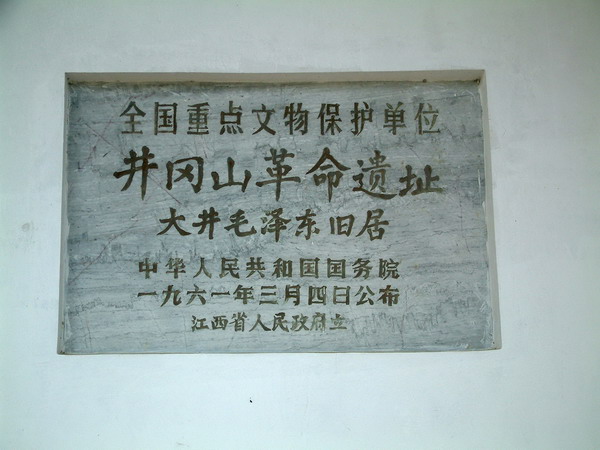 全国重点文物保护单位
井冈山革命遗址
大井毛泽东旧居
中华人民共和国国务院
一九六一年三月四日公布
江西省人民政府立